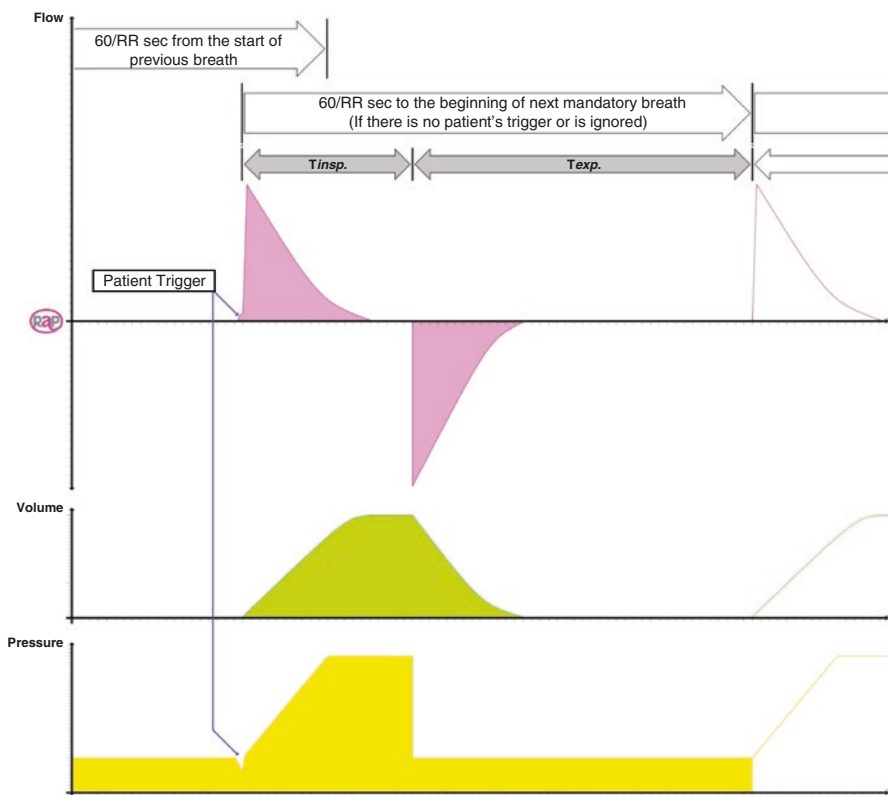 Flow
60/RR sec from the start of
previous breath
60/RR sec to the beginning of next mandatory breath
(If there is no patient's trigger or is ignored)
Tinsp.
Texp.
Patient Trigger
RaP
Volume
Pressure